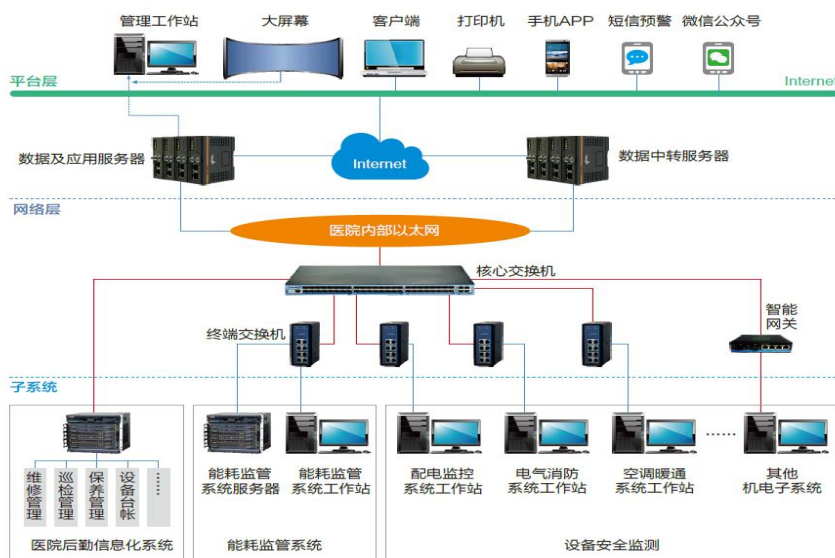 管理工作站
大屏幕
客户端
打印机
手机APP
短信预警
微信公众号
平台层
Internet
数据及应用服务器
Internet
数据中转服务器
网络层
医院内部以太网
核心交换机
终端交换机
智能
网关
子系统
......
维修管理
巡检管理
保养管理
设备台帐
......
能耗监管
系统服务器
能耗监管
系统工作站
配电监控
系统工作站
电气消防
系统工作站
空调暖通
系统工作站
其他
机电子系统
医院后勤信息化系统
能耗监管系统
设备安全监测